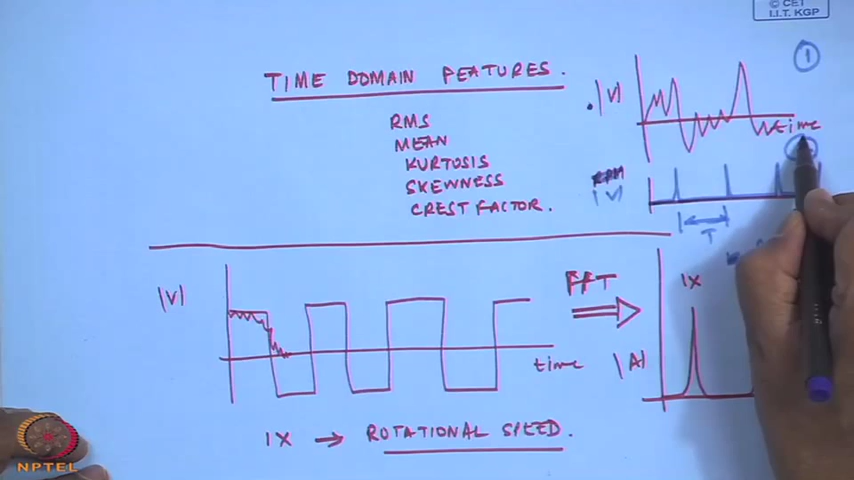 © CET
I.I.T. KGP
TIME DOMAIN FEATURES.
RMS
MEAN
KURTOSIS
SKEWNESS
CREST FACTOR.
|V|
time
1
|V|
T
|V|
time
FFT
1X
|A|
1X → ROTATIONAL SPEED.
NPTEL